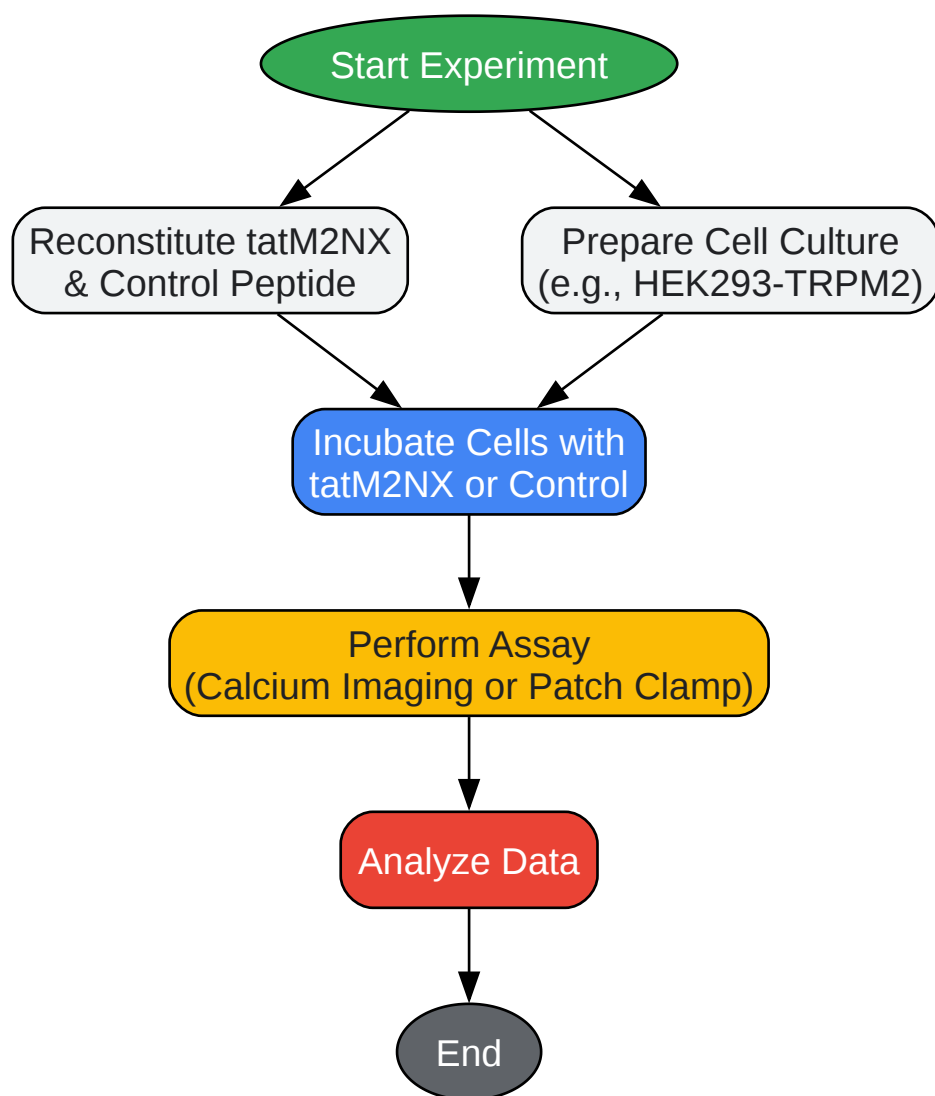 Start Experiment
Reconstitute tatM2NX
& Control Peptide
Prepare Cell Culture
(e.g., HEK293-TRPM2)
Incubate Cells with
tatM2NX or Control
Perform Assay
(Calcium Imaging or Patch Clamp)
Analyze Data
End